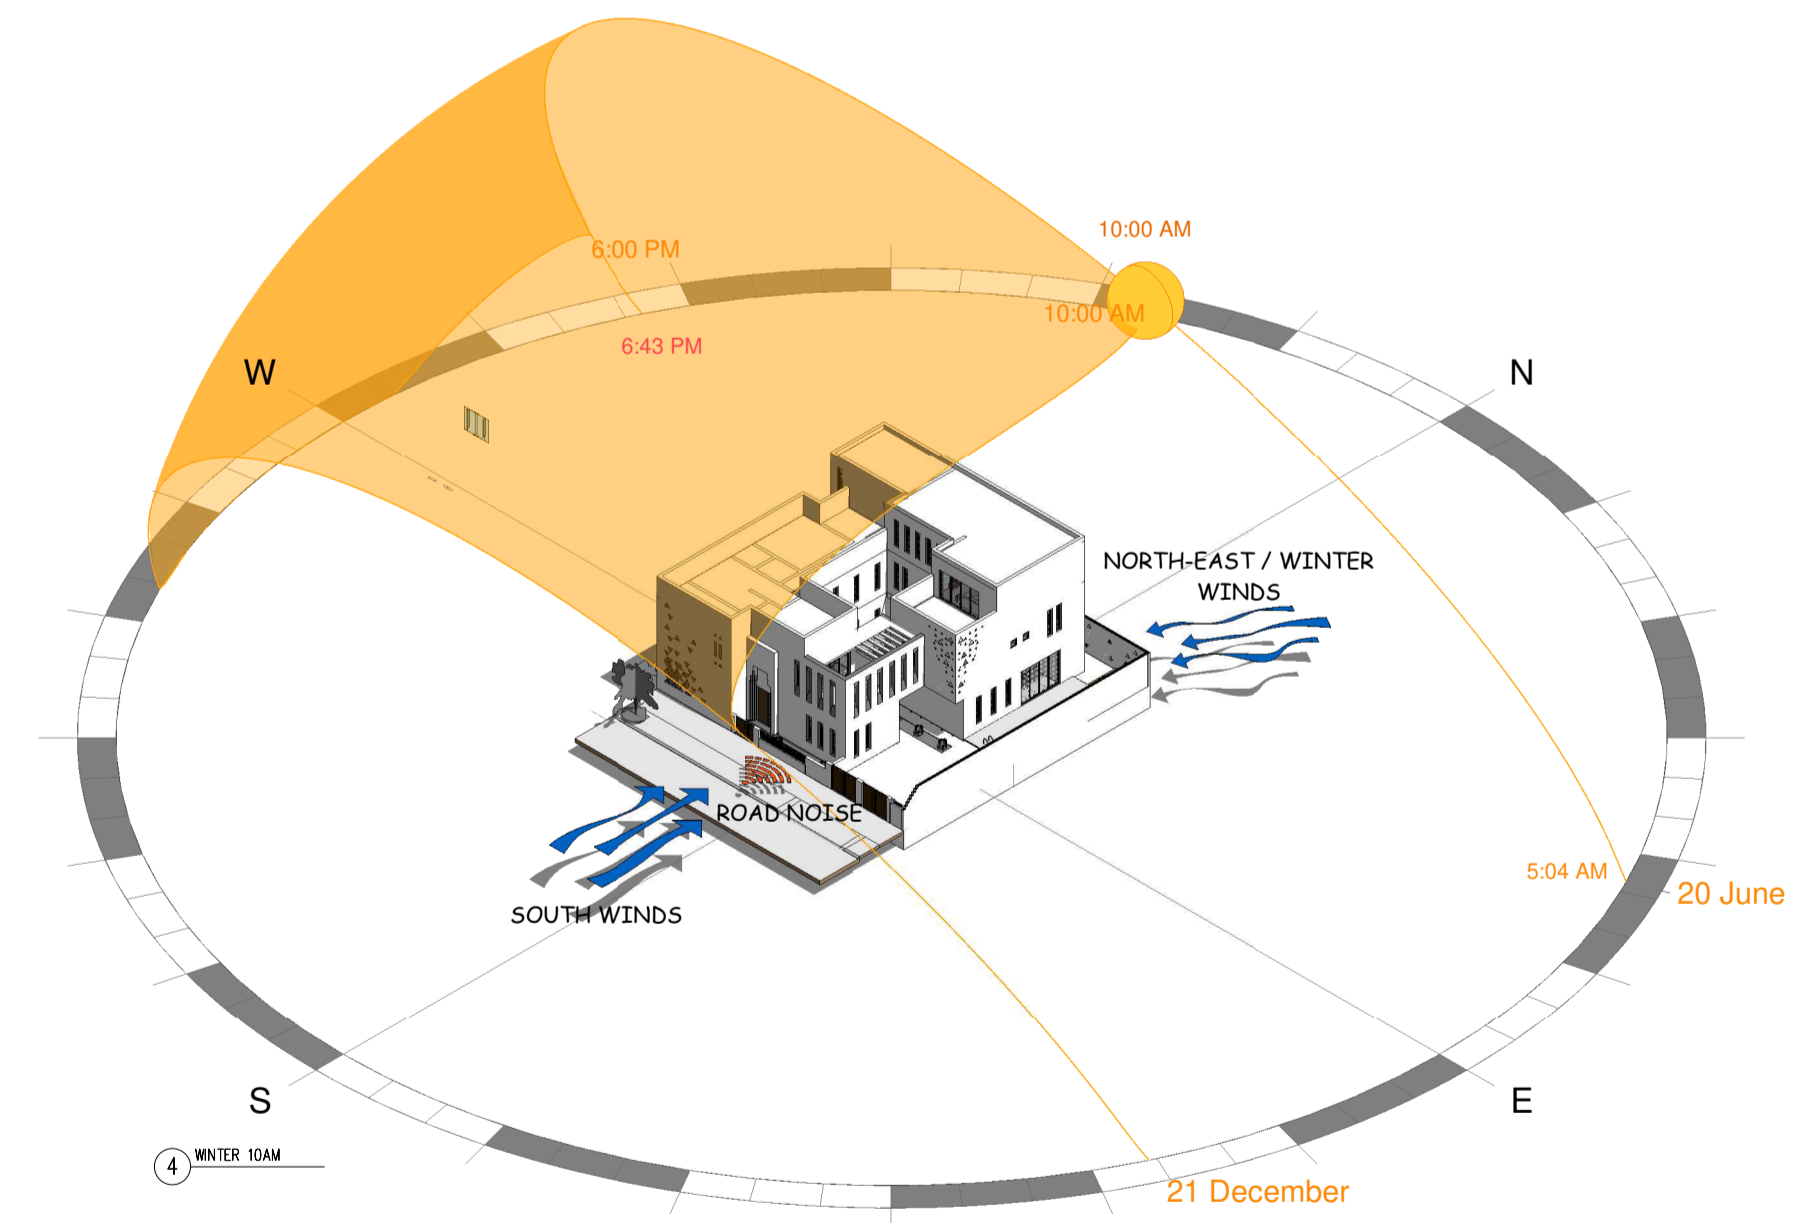 10:00 AM
6:00 PM
10:00 AM
6:43 PM
W
N
NORTH-EAST / WINTER
WINDS
ROAD NOISE
5:04 AM
20 June
SOUTH WINDS
S
E
4
WINTER 10AM
21 December